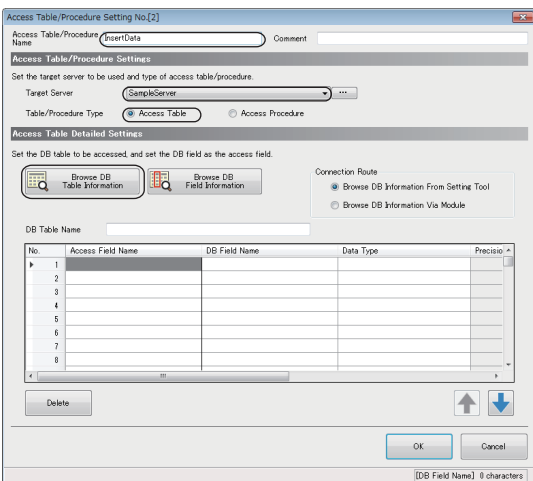 Access Table/Procedure Setting No.[2]
Access Table/Procedure Name InsertData Comment
Access Table/Procedure Settings
Set the target server to be used and type of access table/procedure.
Target Server SampleServer ...
Table/Procedure Type Access Table Access Procedure
Access Table Detailed Settings
Set the DB table to be accessed, and set the DB field as the access field.
Browse DB Table Information
Browse DB Field Information
Connection Route
Browse DB Information From Setting Tool
Browse DB Information Via Module
DB Table Name
No. Access Field Name DB Field Name Data Type Precisio
1
2
3
4
5
6
7
8
Delete
OK Cancel
[DB Field Name] 0 characters